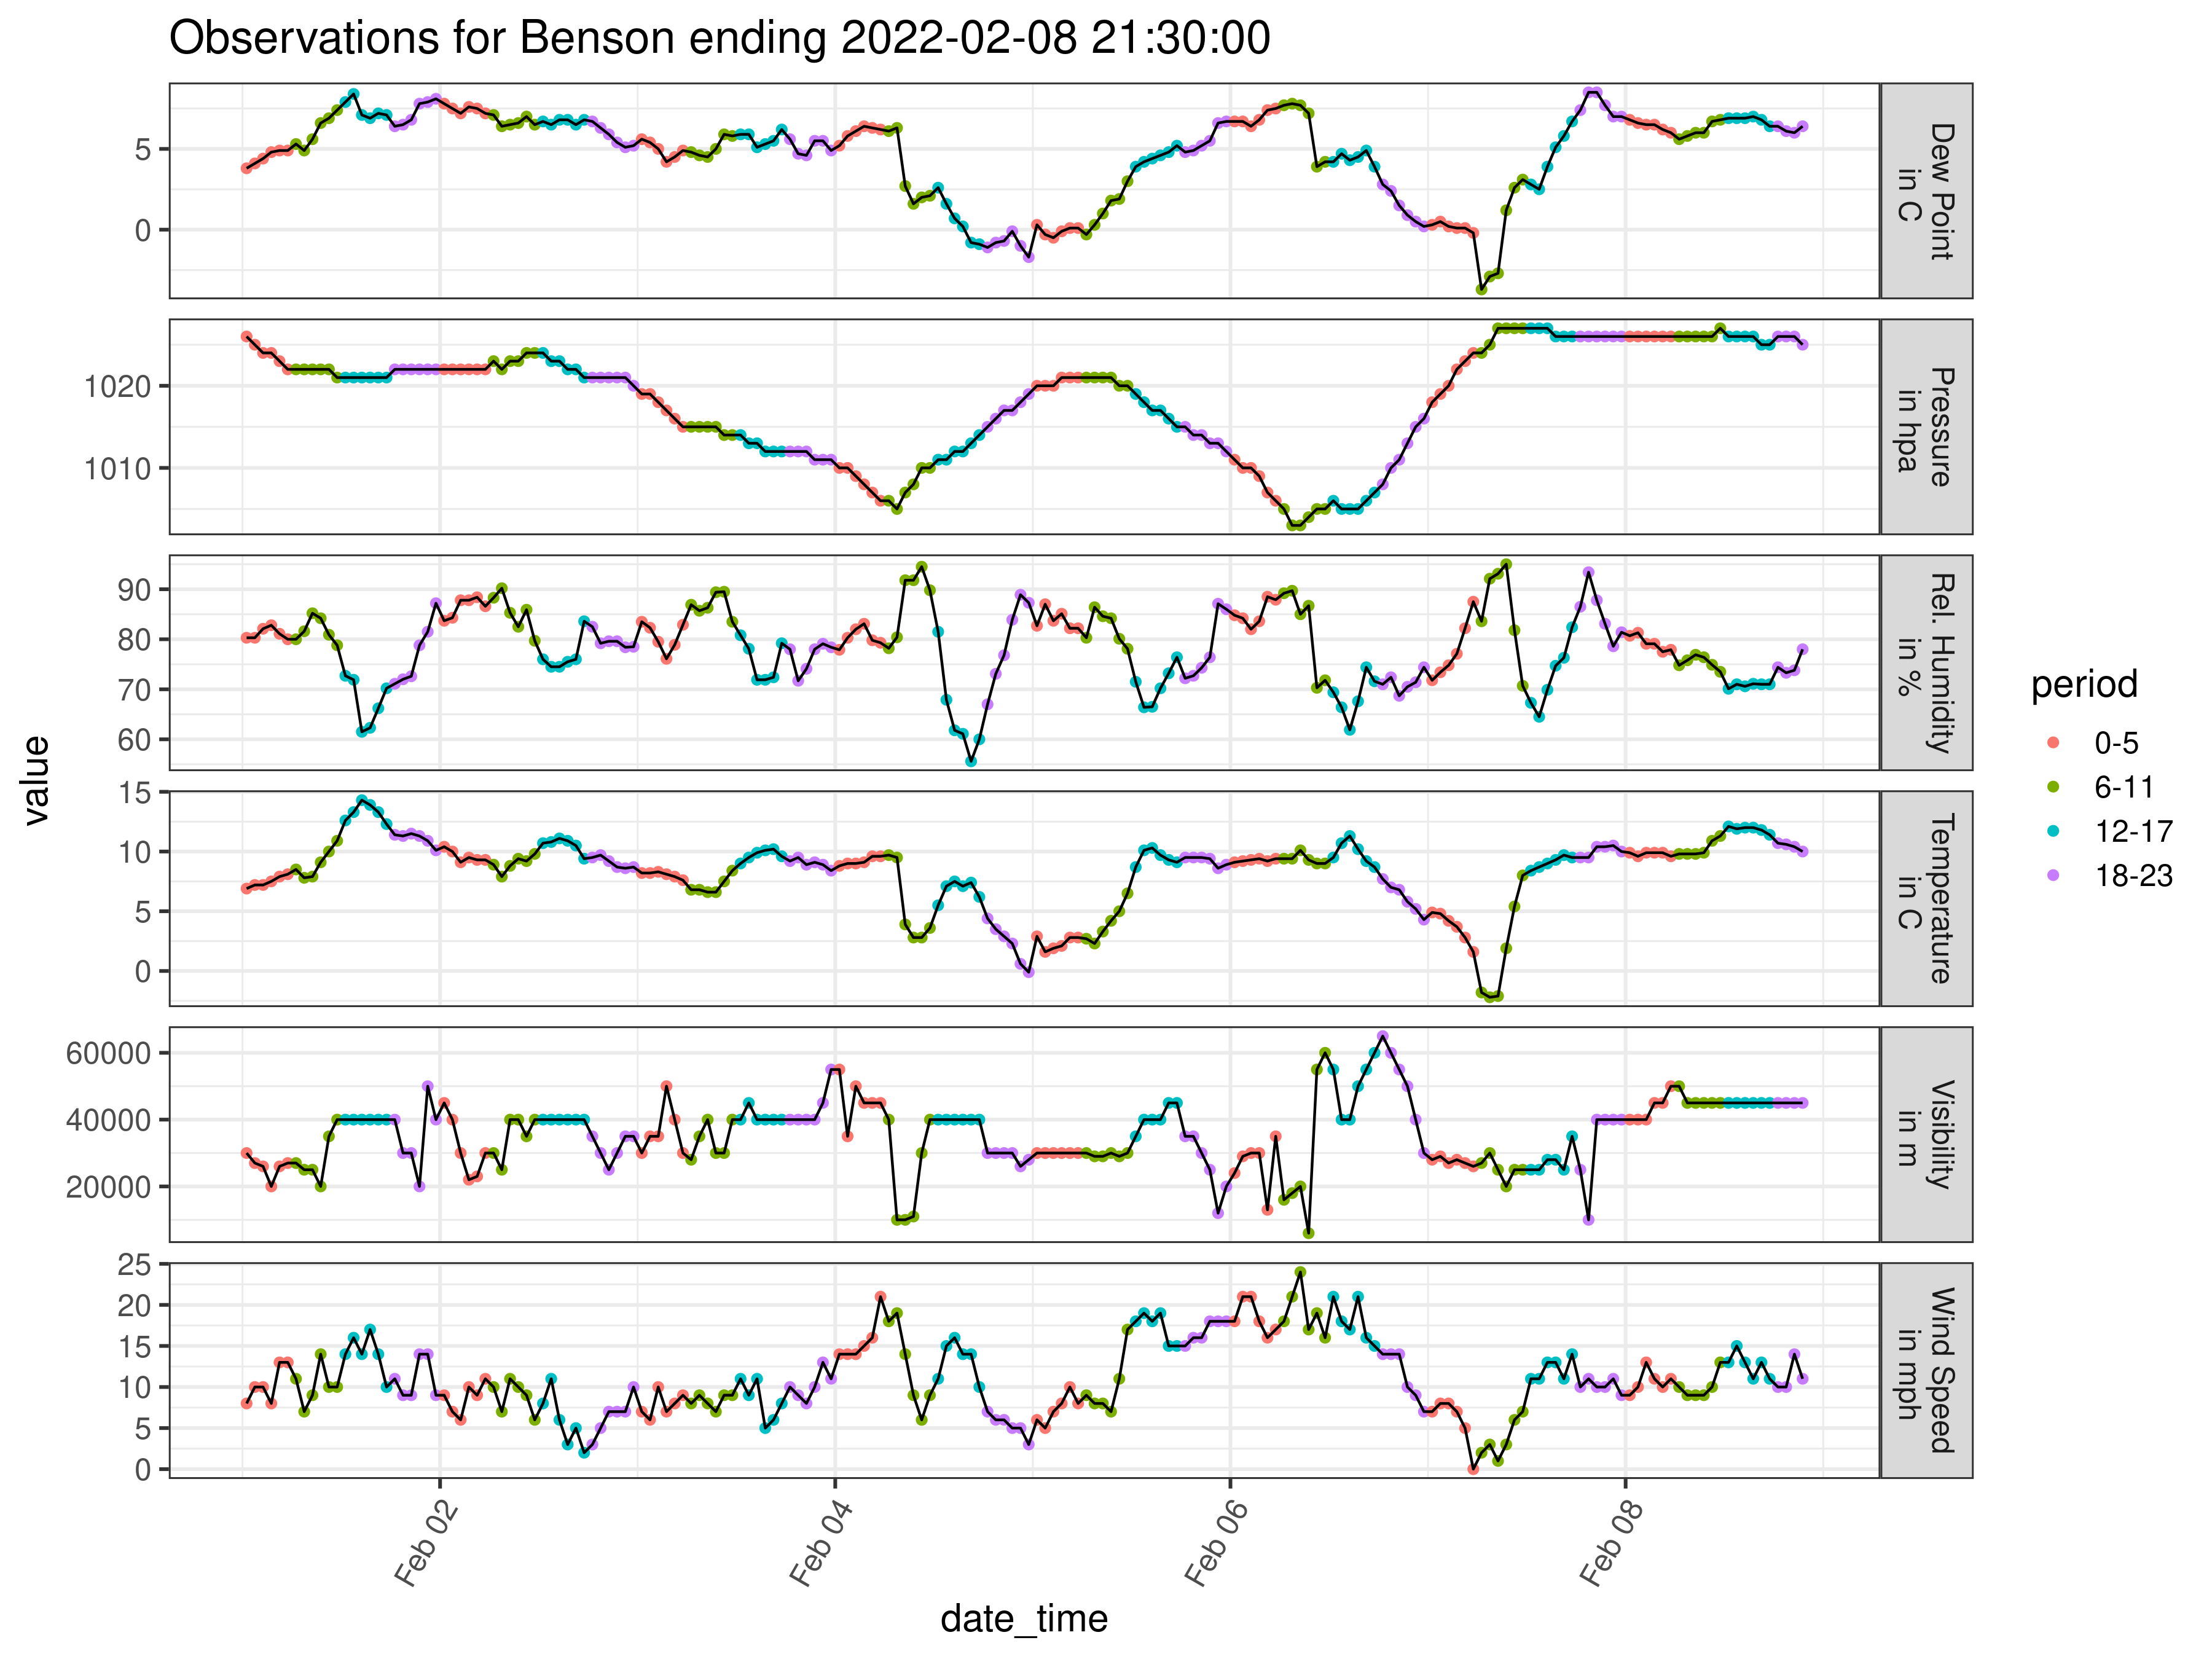 Observations for Benson ending 2022-02-08 21:30:00
value
5
0
Dew Point
in C
1020
1010
Pressure
in hpa
90
80
70
60
Rel. Humidity
in %
15
10
5
0
Temperature
in C
60000
40000
20000
Visibility
in m
25
20
15
10
5
0
Wind Speed
in mph
Feb 02
Feb 04
Feb 06
Feb 08
date_time
period
0-5
6-11
12-17
18-23